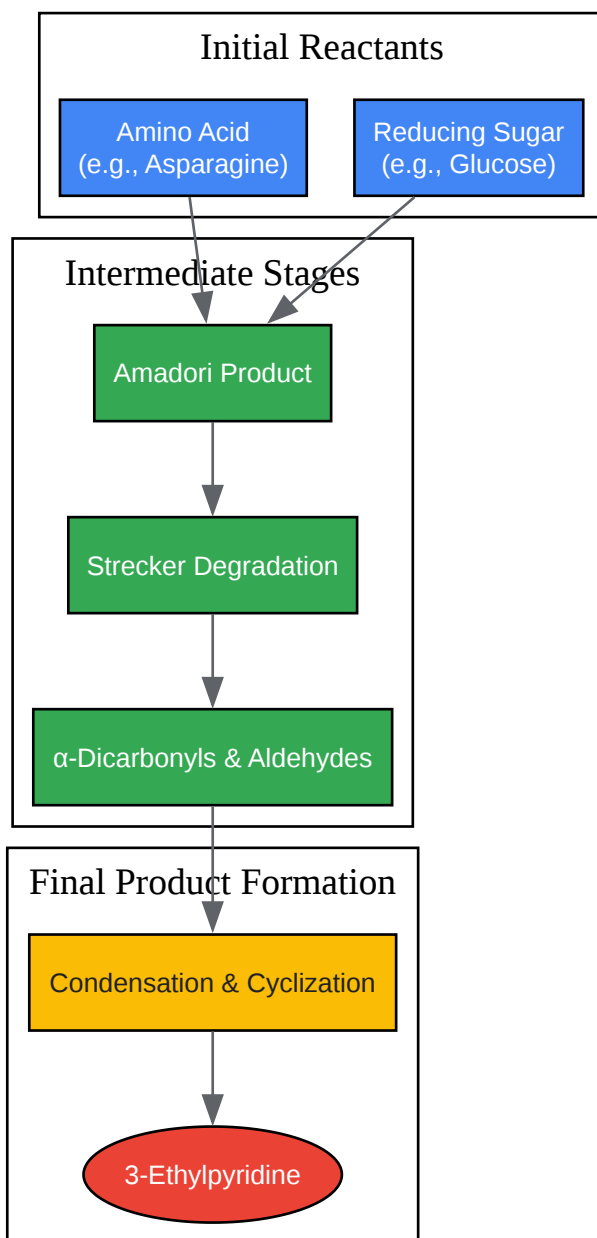 Initial Reactants
Amino Acid
(e.g., Asparagine)
Reducing Sugar
(e.g., Glucose)
Intermediate Stages
Amadori Product
Strecker Degradation
α-Dicarbonyls & Aldehydes
Final Product Formation
Condensation & Cyclization
3-Ethylpyridine